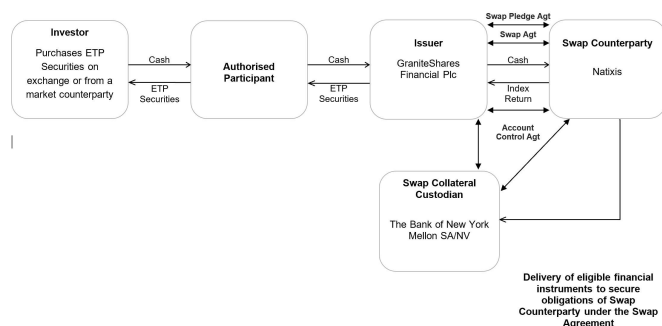 Investor
Purchases ETP
Securities on
exchange or from a
market counterparty
Cash
ETP
Securities
Authorised
Participant
Cash
ETP
Securities
Issuer
GraniteShares
Financial Plc
Swap Pledge Agt
Swap Agt
Cash
Index
Return
Account
Control Agt
Swap Counterparty
Natixis
Swap Collateral
Custodian
The Bank of New York
Mellon SA/NV
Delivery of eligible financial
instruments to secure
obligations of Swap
Counterparty under the Swap
Agreement